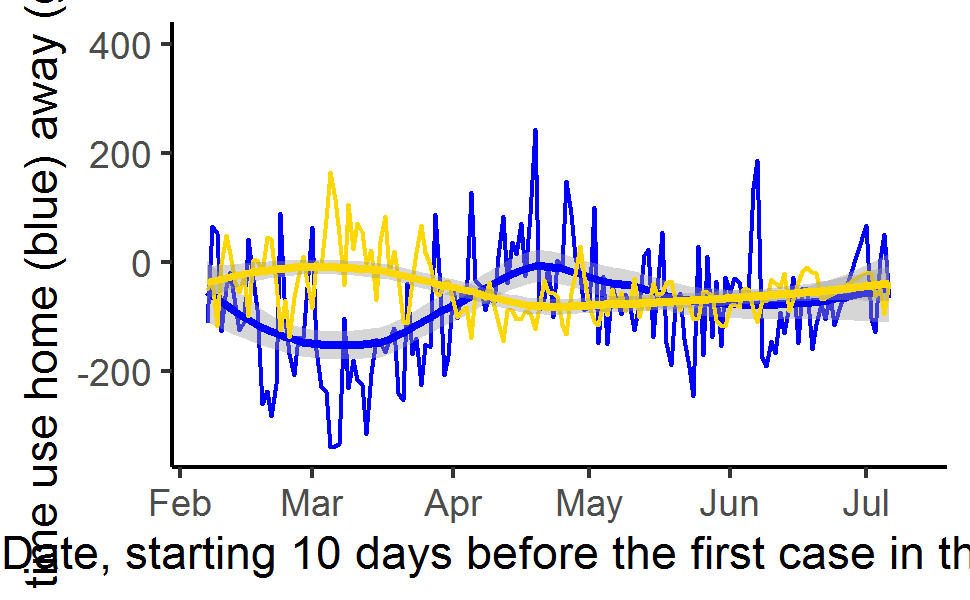 time use home (blue) away (
400
200
0
-200
Feb Mar Apr May Jun Jul
Date, starting 10 days before the first case in th